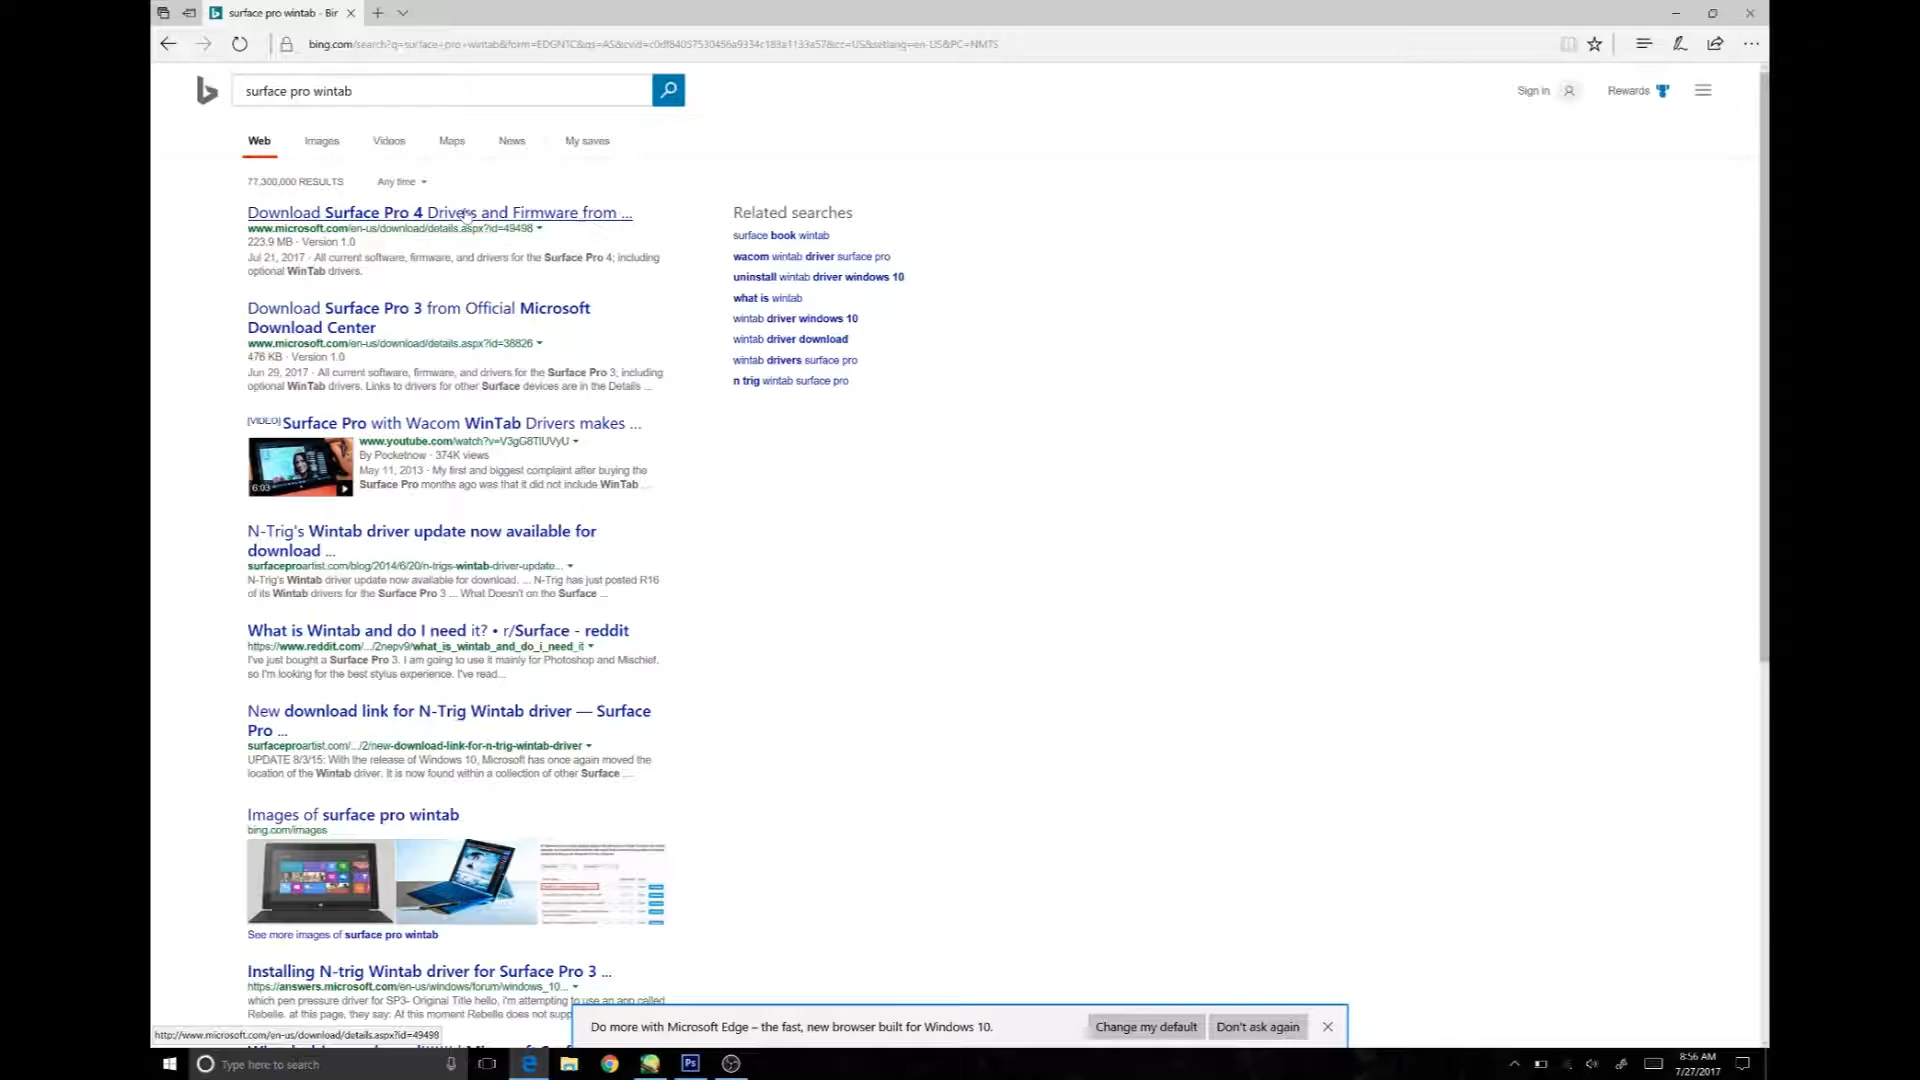 surface pro wintab - Bir
bing.com/search?q=surface+pro+wintab&form=EDGNTC&qs=AS&cvid=c0df84057530456a9334c183a1133a57&cc=US&setlang=en-US&PC=NMTS
surface pro wintab
Sign in
Rewards
Web Images Videos Maps News My saves
77,300,000 RESULTS Any time
Download Surface Pro 4 Drivers and Firmware from ...
www.microsoft.com/en-us/download/details.aspx?id=49498
223.9 MB · Version 1.0
Jul 21, 2017 · All current software, firmware, and drivers for the Surface Pro 4; including
optional WinTab drivers.
Download Surface Pro 3 from Official Microsoft
Download Center
www.microsoft.com/en-us/download/details.aspx?id=38826
476 KB · Version 1.0
Jun 29, 2017 · All current software, firmware, and drivers for the Surface Pro 3; including
optional WinTab drivers. Links to drivers for other Surface devices are in the Details ...
[VIDEO] Surface Pro with Wacom WinTab Drivers makes ...
www.youtube.com/watch?v=V3gG8TIUVyU
By Pocketnow · 374K views
May 11, 2013 · My first and biggest complaint after buying the
Surface Pro months ago was that it did not include WinTab ...
6:03
N-Trig's Wintab driver update now available for
download ...
surfaceproartist.com/blog/2014/6/20/n-trigs-wintab-driver-update...
N-Trig's Wintab driver update now available for download. ... N-Trig has just posted R16
of its Wintab drivers for the Surface Pro 3 ... What Doesn't on the Surface ...
What is Wintab and do I need it? • r/Surface - reddit
https://www.reddit.com/.../2nepv9/what_is_wintab_and_do_i_need_it
I've just bought a Surface Pro 3. I am going to use it mainly for Photoshop and Mischief.
so I'm looking for the best stylus experience. I've read...
New download link for N-Trig Wintab driver — Surface
Pro ...
surfaceproartist.com/.../2/new-download-link-for-n-trig-wintab-driver
UPDATE 8/3/15: With the release of Windows 10, Microsoft has once again moved the
location of the Wintab driver. It is now found within a collection of other Surface ...
Images of surface pro wintab
bing.com/images
See more images of surface pro wintab
Installing N-trig Wintab driver for Surface Pro 3 ...
https://answers.microsoft.com/en-us/windows/forum/windows_10...
which pen pressure driver for SP3- Original Title hello, i'm attempting to use an app called
Rebelle. at this page, they say: At this moment Rebelle does not supp
Related searches
surface book wintab
wacom wintab driver surface pro
uninstall wintab driver windows 10
what is wintab
wintab driver windows 10
wintab driver download
wintab drivers surface pro
n trig wintab surface pro
Do more with Microsoft Edge – the fast, new browser built for Windows 10.
Change my default
Don't ask again
http://www.microsoft.com/en-us/download/details.aspx?id=49498
Type here to search
Ps
8:56 AM
7/27/2017